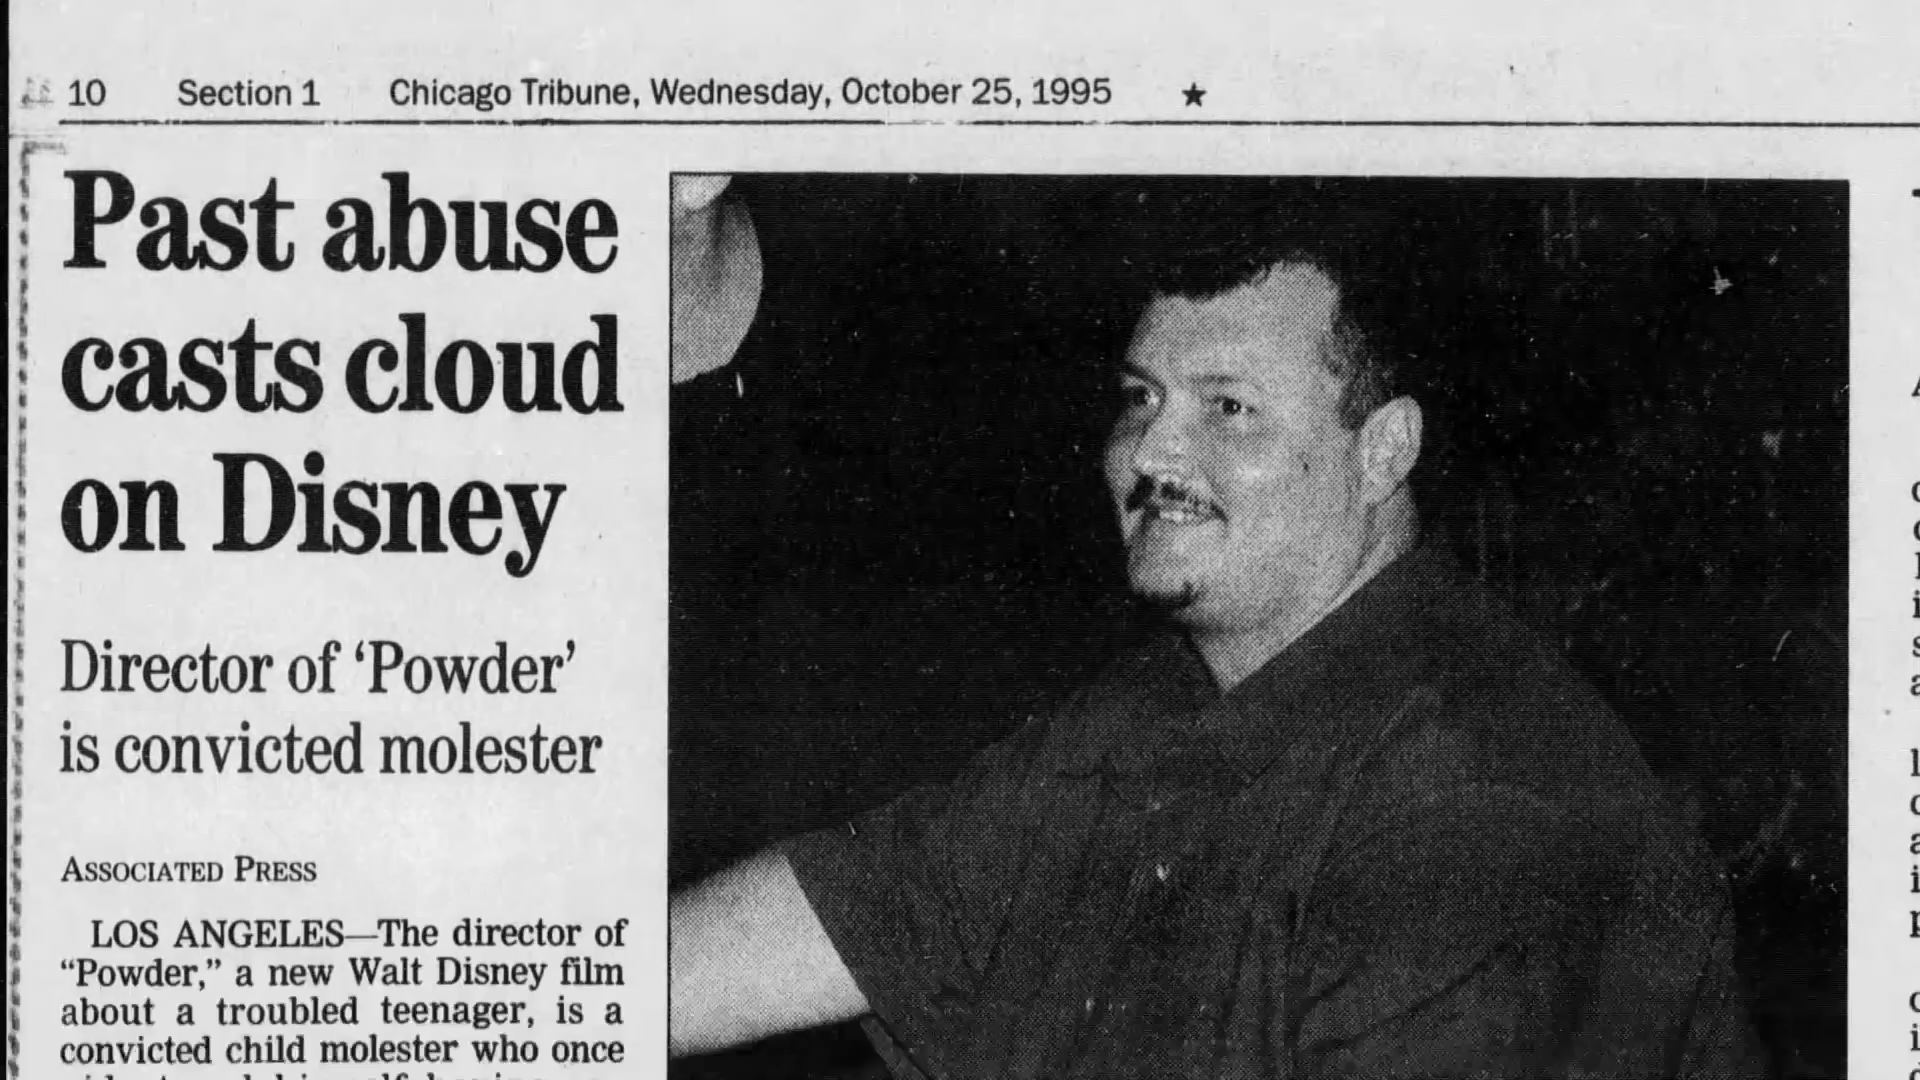 10 Section 1 Chicago Tribune, Wednesday, October 25, 1995 ★
Past abuse
casts cloud
on Disney
Director of ‘Powder’
is convicted molester
ASSOCIATED PRESS
LOS ANGELES—The director of
“Powder,” a new Walt Disney film
about a troubled teenager, is a
convicted child molester who once